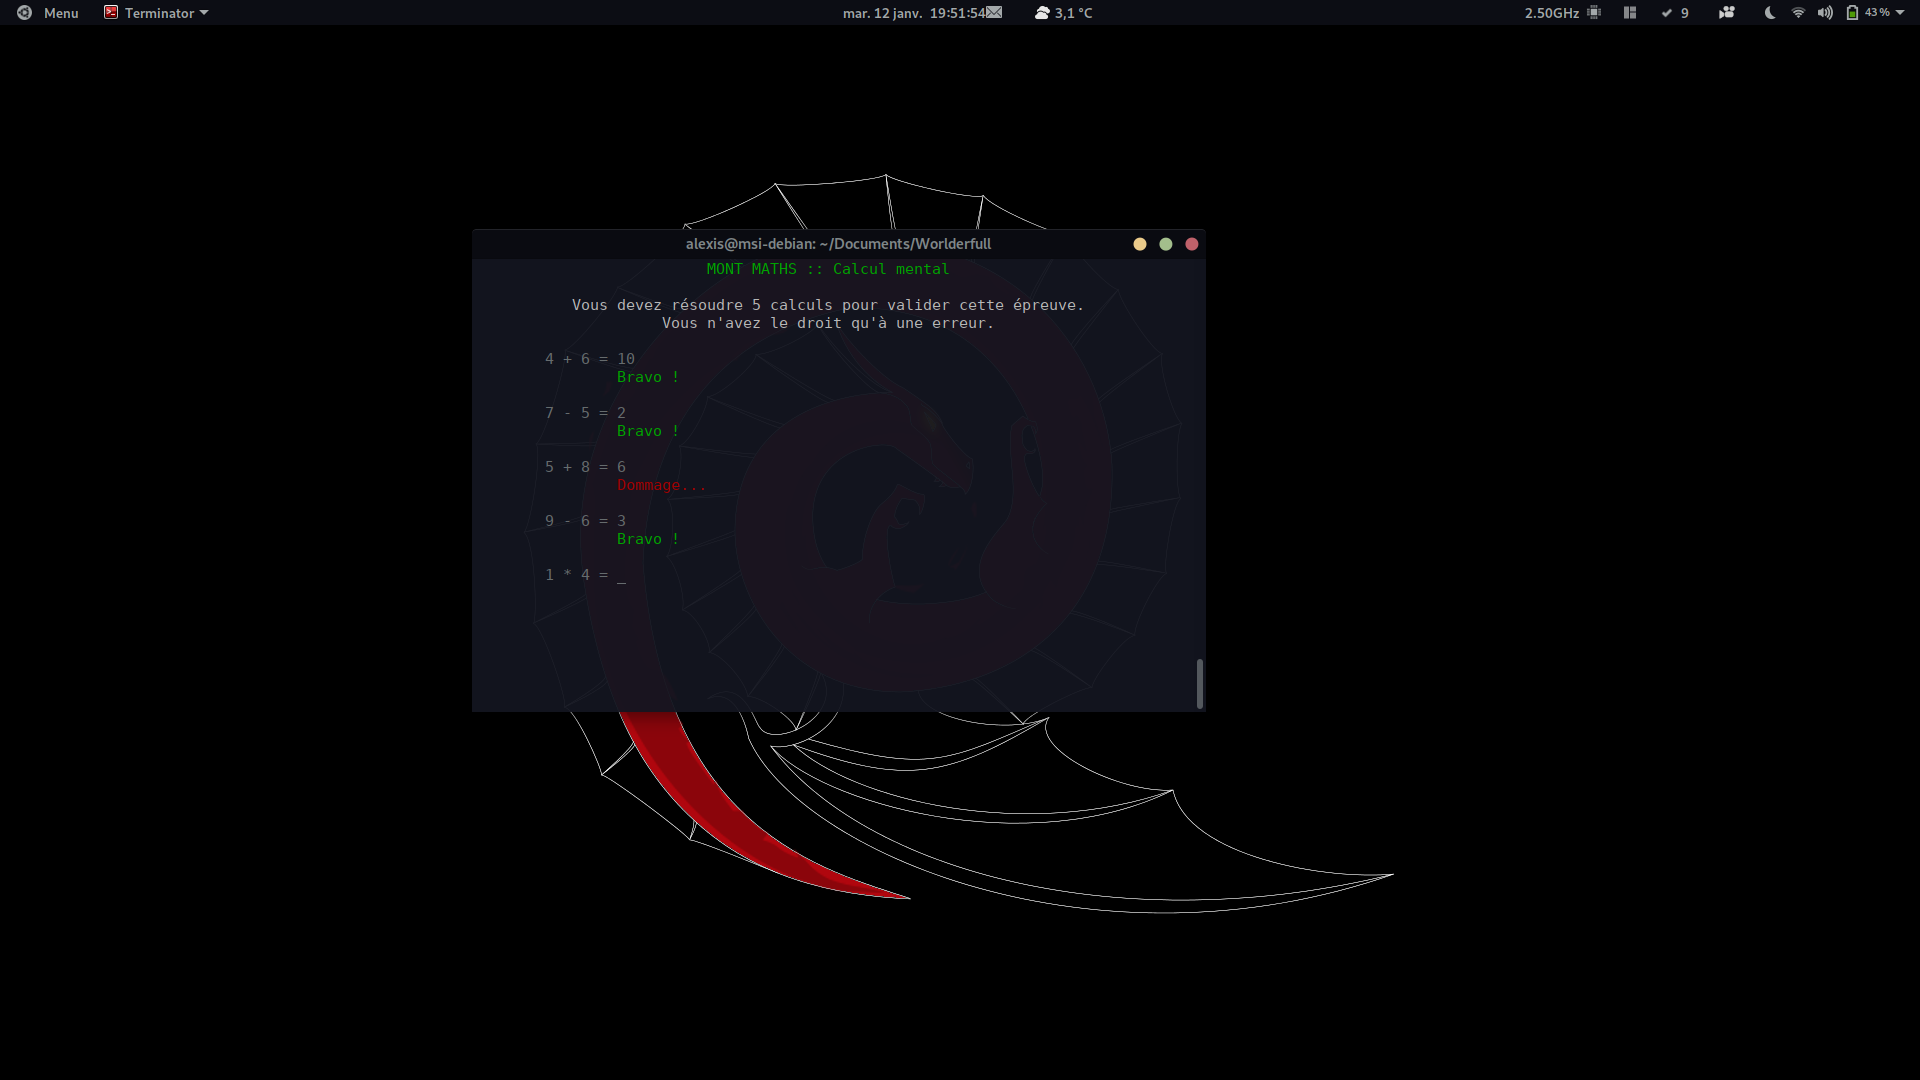 Menu Terminator mar. 12 janv. 19:51:54 3,1 °C 2.50GHz 9 43 %
alexis@msi-debian: ~/Documents/Worlderfull
MONT MATHS :: Calcul mental
Vous devez résoudre 5 calculs pour valider cette épreuve.
Vous n'avez le droit qu'à une erreur.
4 + 6 = 10
Bravo !
7 - 5 = 2
Bravo !
5 + 8 = 6
Dommage...
9 - 6 = 3
Bravo !
1 * 4 = _